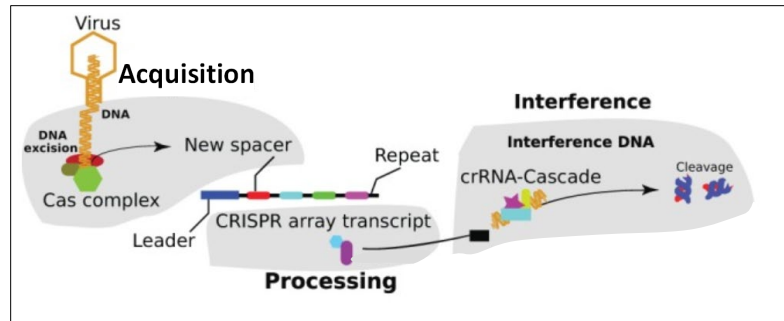 Virus
Acquisition
DNA
DNA
excision
New spacer
Cas complex
Repeat
Leader
CRISPR array transcript
Processing
Interference
Interference DNA
crRNA-Cascade
Cleavage